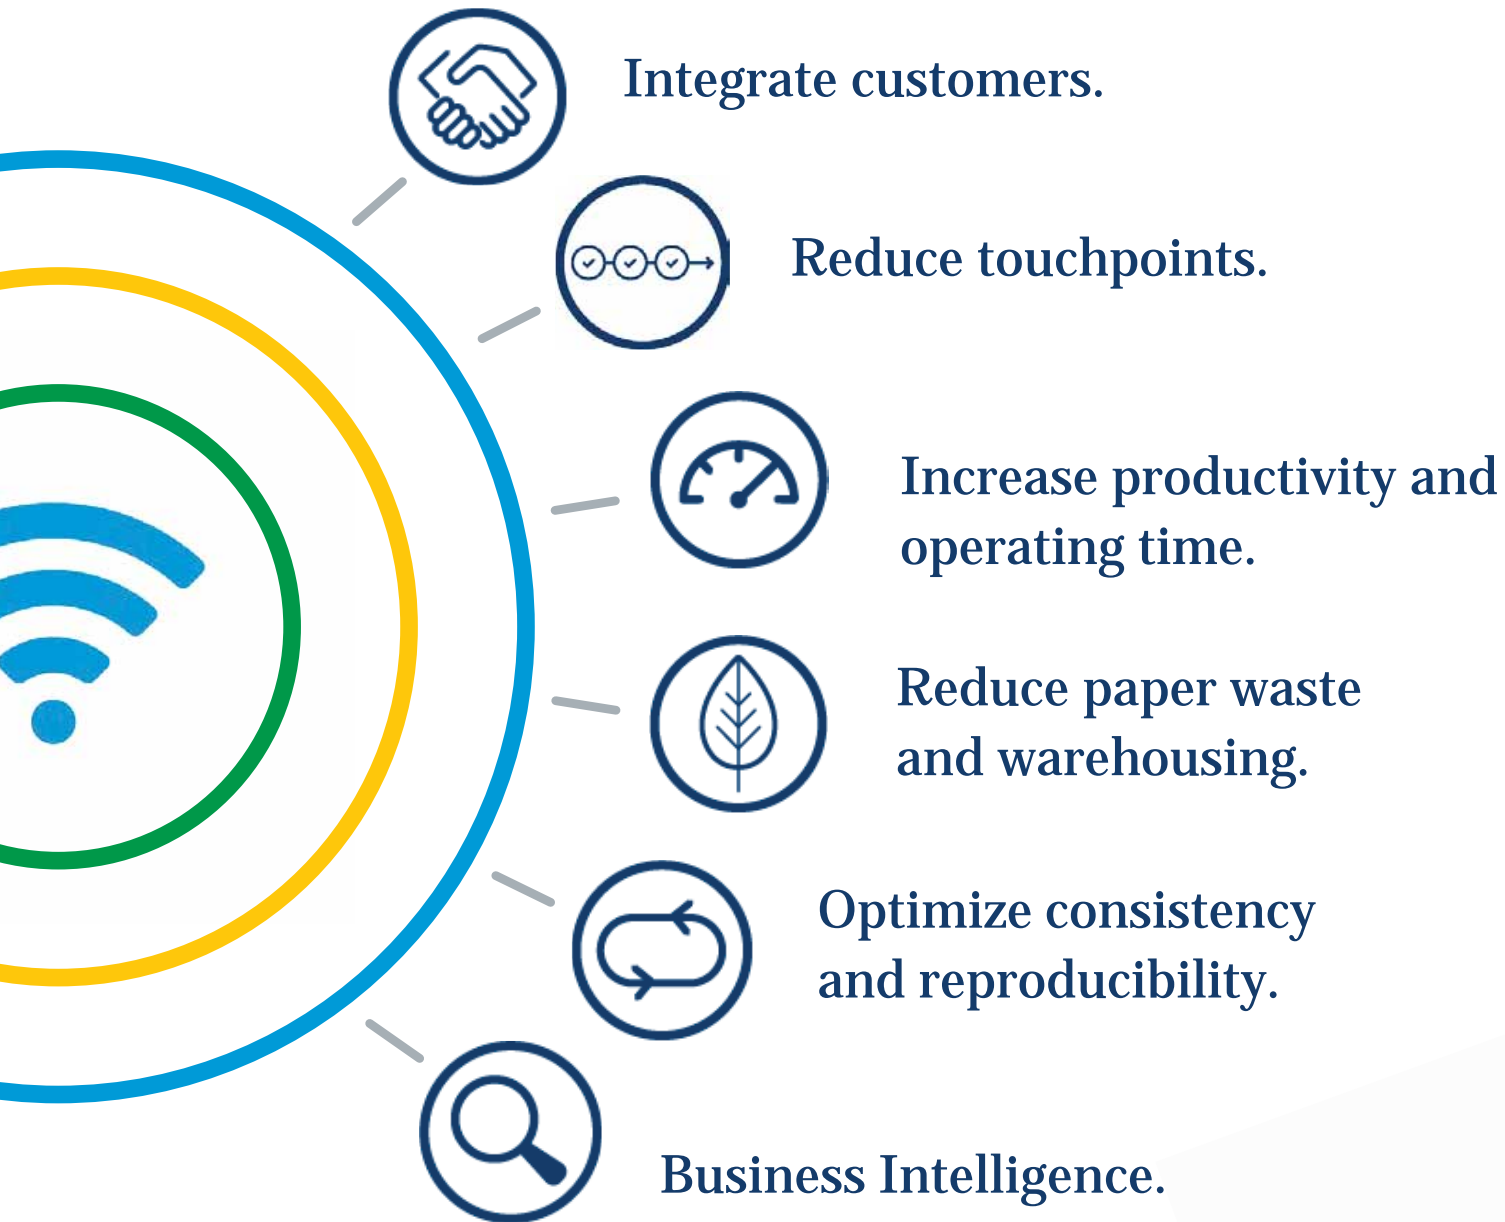 Integrate customers.
Reduce touchpoints.
Increase productivity and
operating time.
Reduce paper waste
and warehousing.
Optimize consistency
and reproducibility.
Business Intelligence.